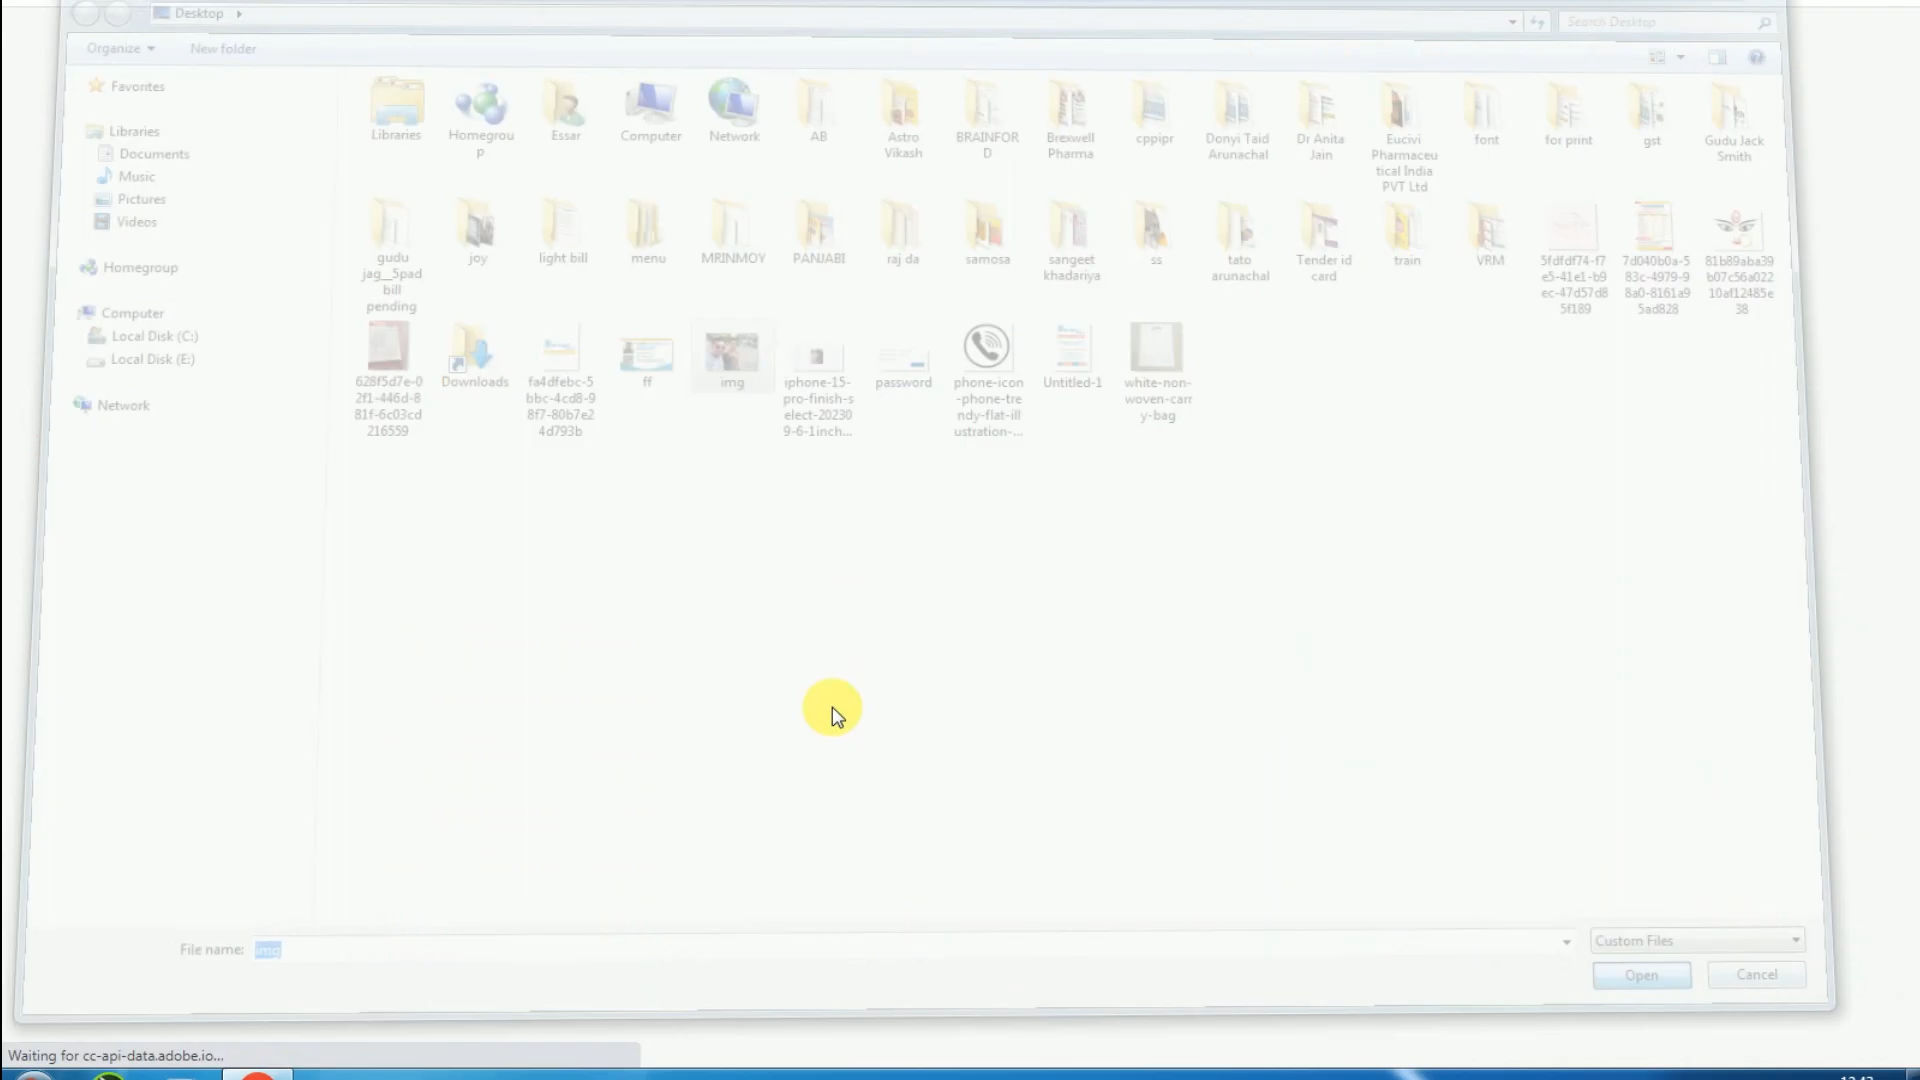 Desktop
Search Desktop
Organize
New folder
Favorites
Libraries
Documents
Music
Pictures
Videos
Homegroup
Computer
Local Disk (C:)
Local Disk (E:)
Network
Libraries
Homegrou
p
Essar
Computer
Network
AB
Astro
Vikash
BRAINFOR
D
Brexwell
Pharma
cppipr
Donyi Taid
Arunachal
Dr Anita
Jain
Eucivi
Pharmaceu
tical India
PVT Ltd
font
for print
gst
Gudu Jack
Smith
gudu
jag__5pad
bill
pending
joy
light bill
menu
MRINMOY
PANJABI
raj da
samosa
sangeet
khadariya
ss
tato
arunachal
Tender id
card
train
VRM
5fdfdf74-f7
e5-41e1-b9
ec-47d57d8
5f189
7d040b0a-5
83c-4979-9
8a0-8161a9
5ad828
81b89aba39
b07c56a022
10af12485e
38
628f5d7e-0
2f1-446d-8
81f-6c03cd
216559
Downloads
fa4dfebc-5
bbc-4cd8-9
8f7-80b7e2
4d793b
ff
img
iphone-15-
pro-finish-s
elect-20230
9-6-1inch...
password
phone-icon
-phone-tre
ndy-flat-ill
ustration-...
Untitled-1
white-non-
woven-carr
y-bag
File name:
img
Custom Files
Open
Cancel
Waiting for cc-api-data.adobe.io...